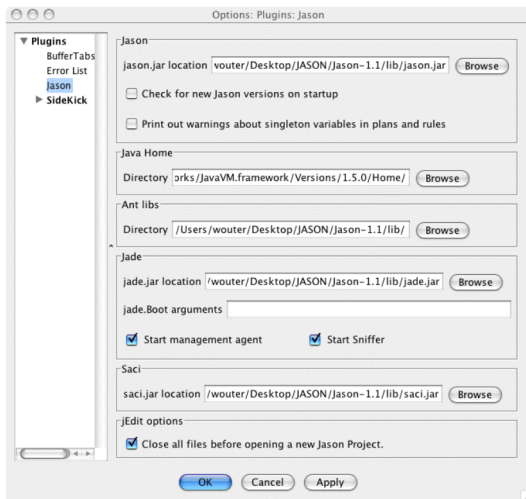 Options: Plugins: Jason
Plugins
BufferTabs
Error List
Jason
SideKick
Jason
jason.jar location vouter/Desktop/JASON/Jason-1.1/lib/jason.jar Browse
Check for new Jason versions on startup
Print out warnings about singleton variables in plans and rules
Java Home
Directory orks/JavaVM.framework/Versions/1.5.0/Home/ Browse
Ant libs
Directory /Users/wouter/Desktop/JASON/Jason-1.1/lib/ Browse
Jade
jade.jar location /wouter/Desktop/JASON/Jason-1.1/lib/jade.jar Browse
jade.Boot arguments
Start management agent Start Sniffer
Saci
saci.jar location /wouter/Desktop/JASON/Jason-1.1/lib/saci.jar Browse
jEdit options
Close all files before opening a new Jason Project.
OK Cancel Apply